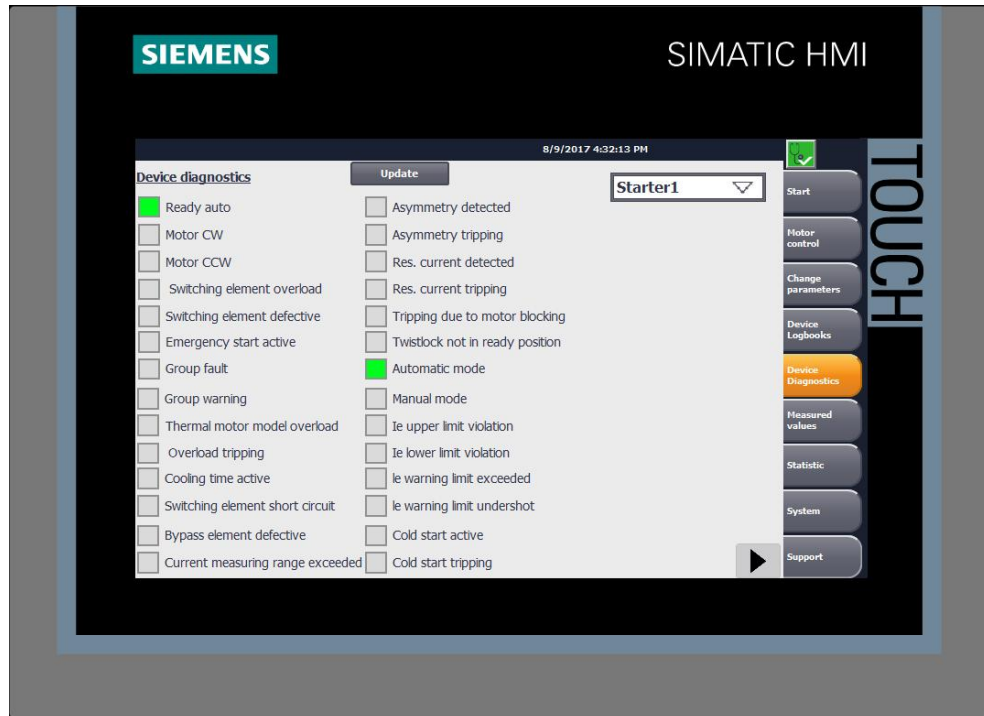 SIEMENS
SIMATIC HMI
TOUCH
8/9/2017 4:32:13 PM
Device diagnostics
Update
Starter1
Ready auto
Motor CW
Motor CCW
Switching element overload
Switching element defective
Emergency start active
Group fault
Group warning
Thermal motor model overload
Overload tripping
Cooling time active
Switching element short circuit
Bypass element defective
Current measuring range exceeded
Asymmetry detected
Asymmetry tripping
Res. current detected
Res. current tripping
Tripping due to motor blocking
Twistlock not in ready position
Automatic mode
Manual mode
Ie upper limit violation
Ie lower limit violation
le warning limit exceeded
le warning limit undershot
Cold start active
Cold start tripping
Start
Motor
control
Change
parameters
Device
Logbooks
Device
Diagnostics
Measured
values
Statistic
System
Support